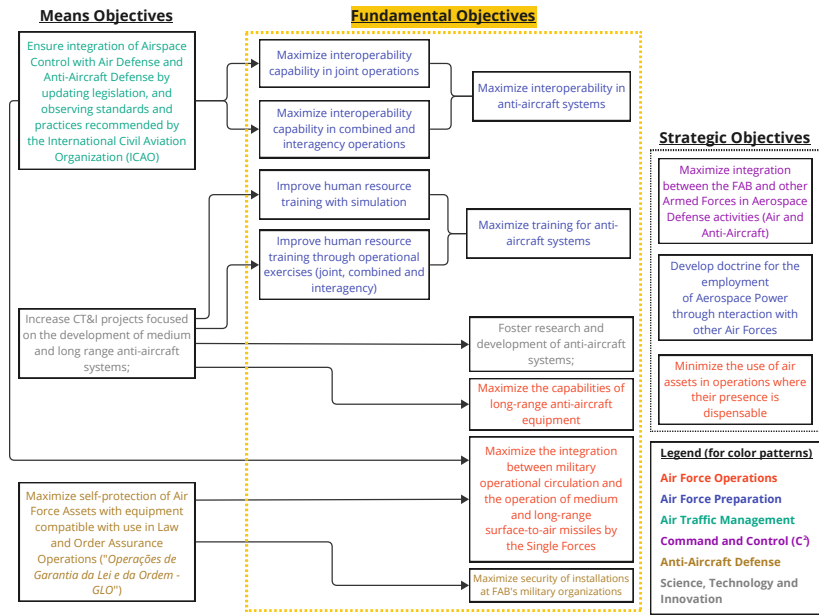 Means Objectives
Ensure integration of Airspace
Control with Air Defense and
Anti-Aircraft Defense by
updating legislation, and
observing standards and
practices recommended by
the International Civil Aviation
Organization (ICAO)
Increase CT&I projects focused
on the development of medium
and long range anti-aircraft
systems;
Maximize self-protection of Air
Force Assets with equipment
compatible with use in Law
and Order Assurance
Operations ("Operações de
Garantia da Lei e da Ordem -
GLO")
Fundamental Objectives
Maximize interoperability
capability in joint operations
Maximize interoperability
capability in combined and
interagency operations
Maximize interoperability in
anti-aircraft systems
Improve human resource
training with simulation
Improve human resource
training through operational
exercises (joint, combined and
interagency)
Maximize training for anti-
aircraft systems
Foster research and
development of anti-aircraft
systems;
Maximize the capabilities of
long-range anti-aircraft
equipment
Maximize the integration
between military
operational circulation and
the operation of medium
and long-range
surface-to-air missiles by
the Single Forces
Maximize security of installations
at FAB's military organizations
Strategic Objectives
Maximize integration
between the FAB and other
Armed Forces in Aerospace
Defense activities (Air and
Anti-Aircraft)
Develop doctrine for the
employment
of Aerospace Power
through nteraction with
other Air Forces
Minimize the use of air
assets in operations where
their presence is
dispensable
Legend (for color patterns)
Air Force Operations
Air Force Preparation
Air Traffic Management
Command and Control (C²)
Anti-Aircraft Defense
Science, Technology and
Innovation